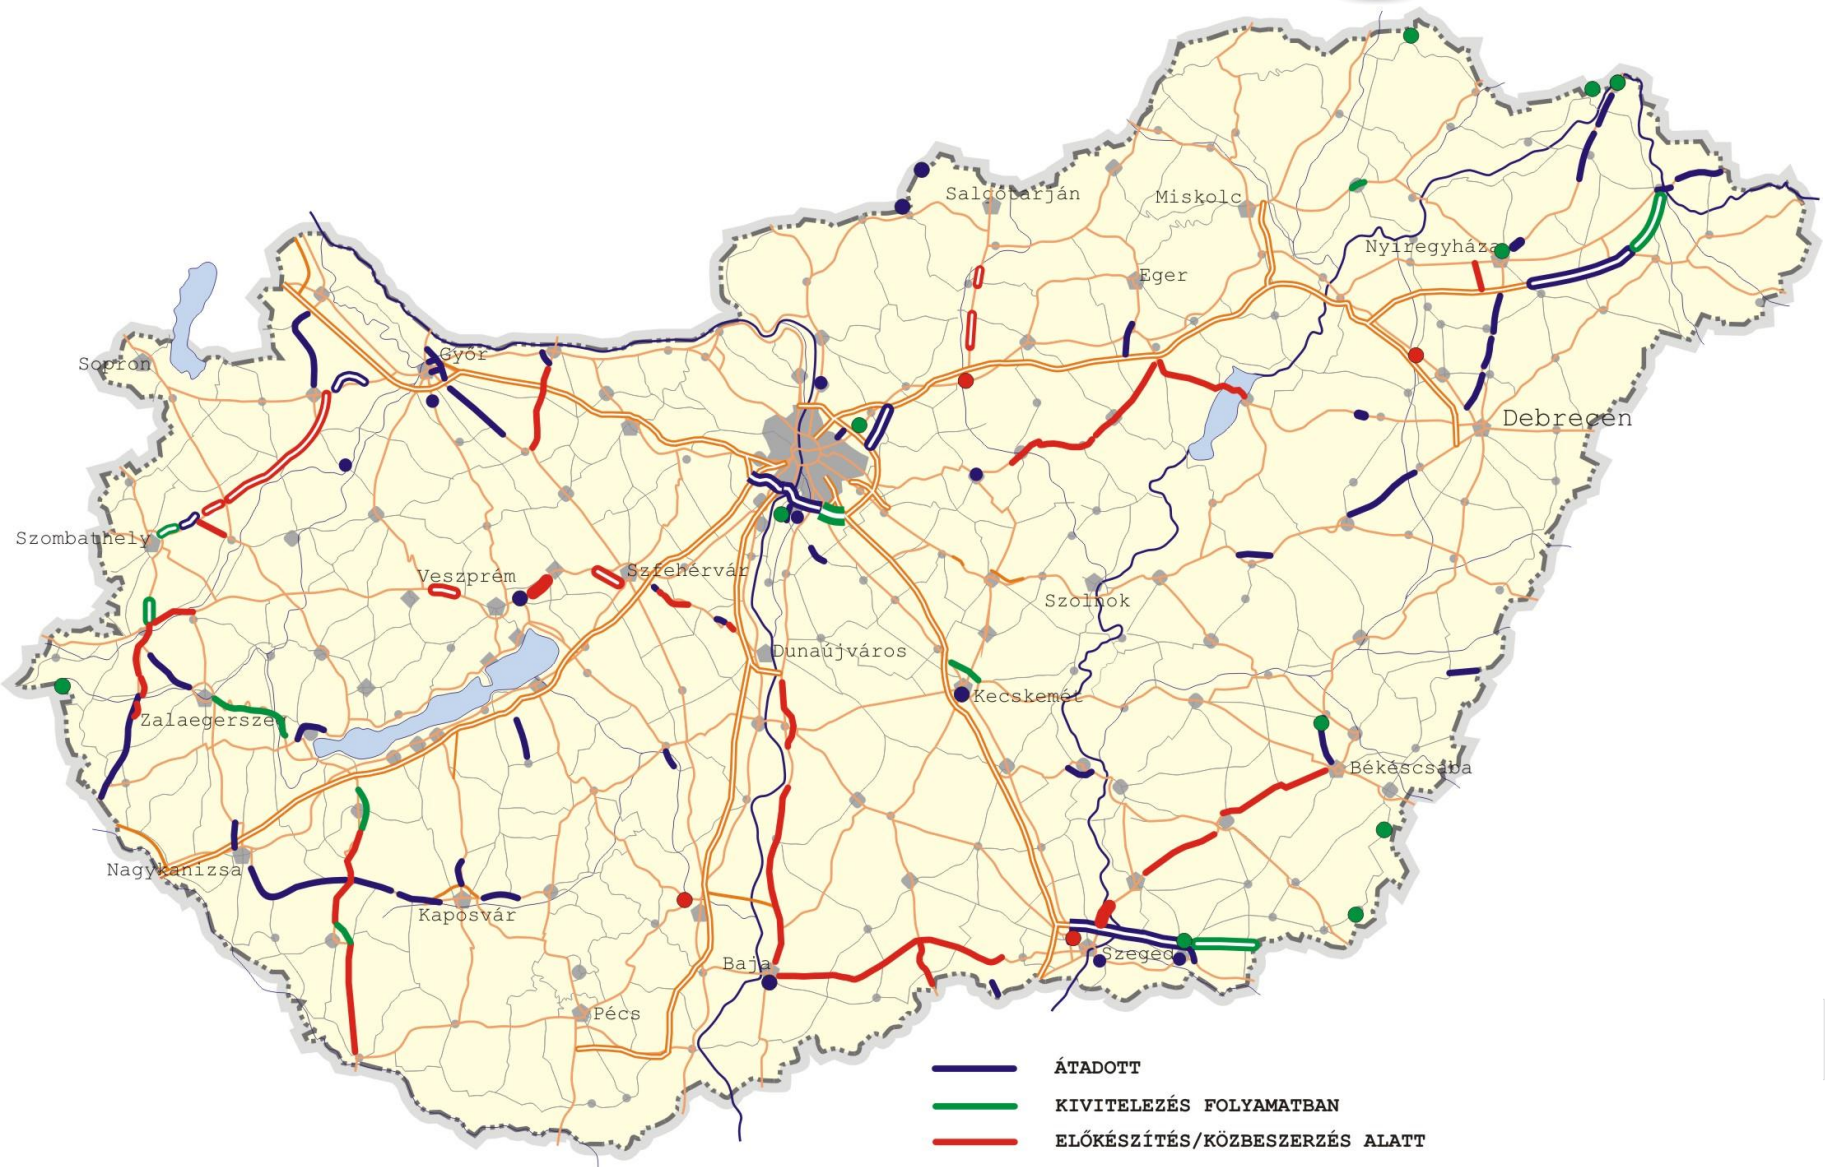 Salgótarján
Miskolc
Nyíregyháza
Eger
Győr
Sopron
Debrecen
Szombathely
Veszprém
Szfehérvár
Szolnok
Dunaújváros
Kecskemét
Zalaegerszeg
Békéscsaba
Nagykanizsa
Kaposvár
Szeged
Baja
Pécs
ÁTADOTT
KIVITELEZÉS FOLYAMATBAN
ELŐKÉSZÍTÉS/KÖZBESZERZÉS ALATT